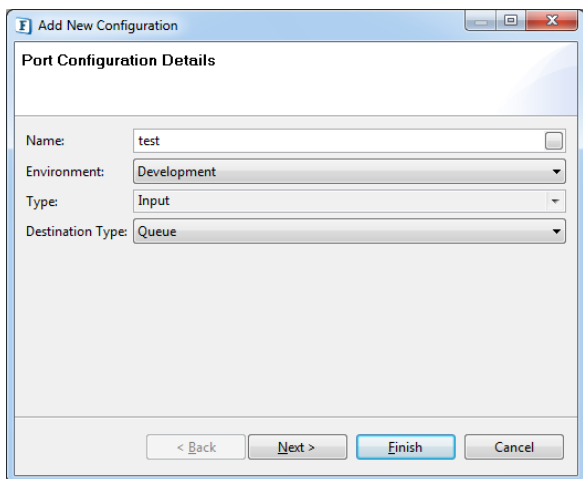 F Add New Configuration
Port Configuration Details
Name: test
Environment: Development
Type: Input
Destination Type: Queue
< Back Next > Finish Cancel